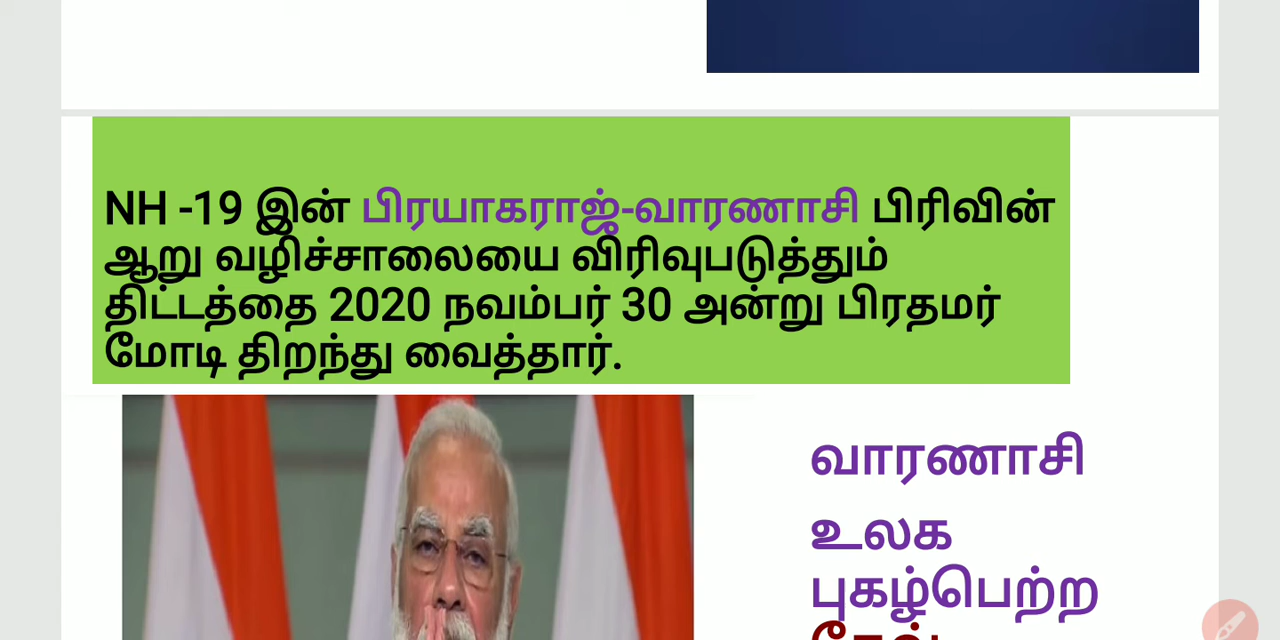 NH -19 இன் பிரயாகராஜ்-வாரணாசி பிரிவின்
ஆறு வழிச்சாலையை விரிவுபடுத்தும்
திட்டத்தை 2020 நவம்பர் 30 அன்று பிரதமர்
மோடி திறந்து வைத்தார்.
வாரணாசி
உலக
புகழ்பெற்ற